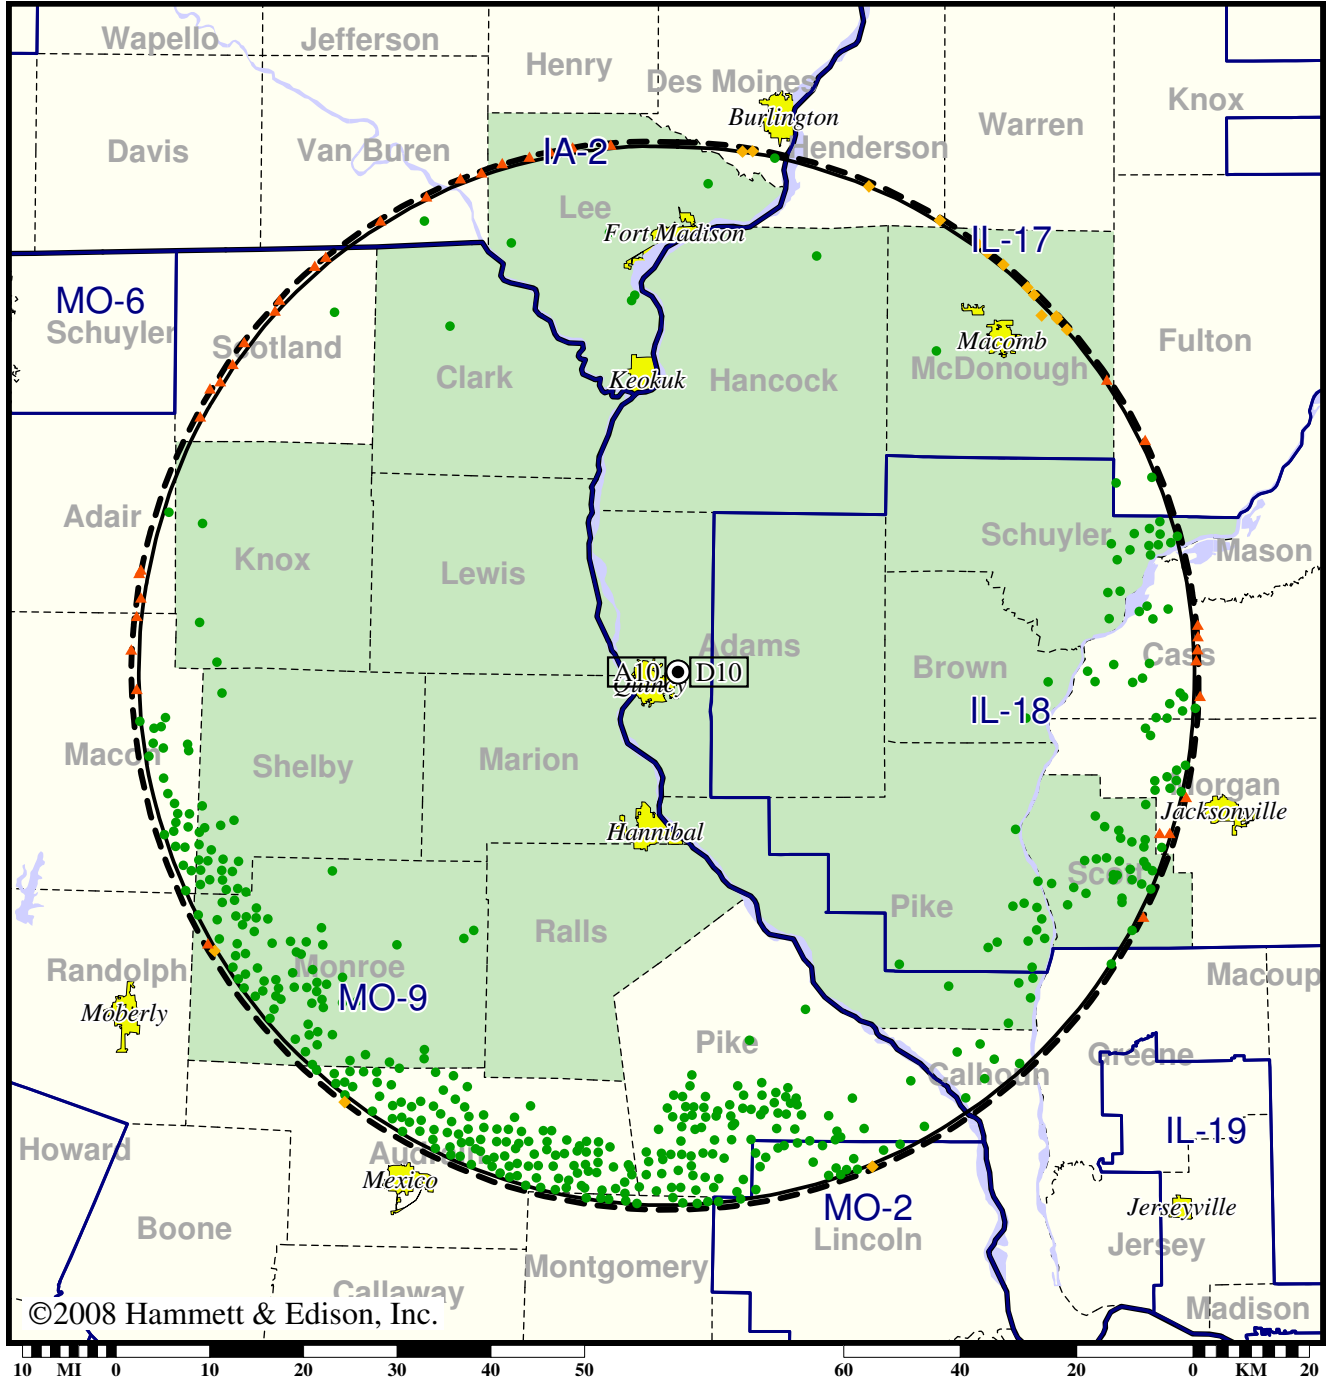 Wapello
Jefferson
Henry
Des Moines
Burlington
Knox
Warren
Davis
Van Buren
IA-2
Henderson
Lee
Fort Madison
IL-17
MO-6
Schuyler
Scotland
Macomb
Fulton
Clark
Keokuk
Hancock
McDonough
Adair
Knox
Lewis
Schuyler
Mason
Adams
Brown
Cass
A10
D10
Quincy
IL-18
Macon
Shelby
Marion
Morgan
Jacksonville
Hannibal
Scott
Pike
Ralls
Randolph
Monroe
Macoup
MO-9
Moberly
Pike
Greene
Calhoun
Howard
Audrain
IL-19
Mexico
MO-2
Jerseyville
Boone
Lincoln
Jersey
Montgomery
Callaway
Madison
©2008 Hammett & Edison, Inc.
10 MI 0 10 20 30 40 50 60 40 20 0 KM 20